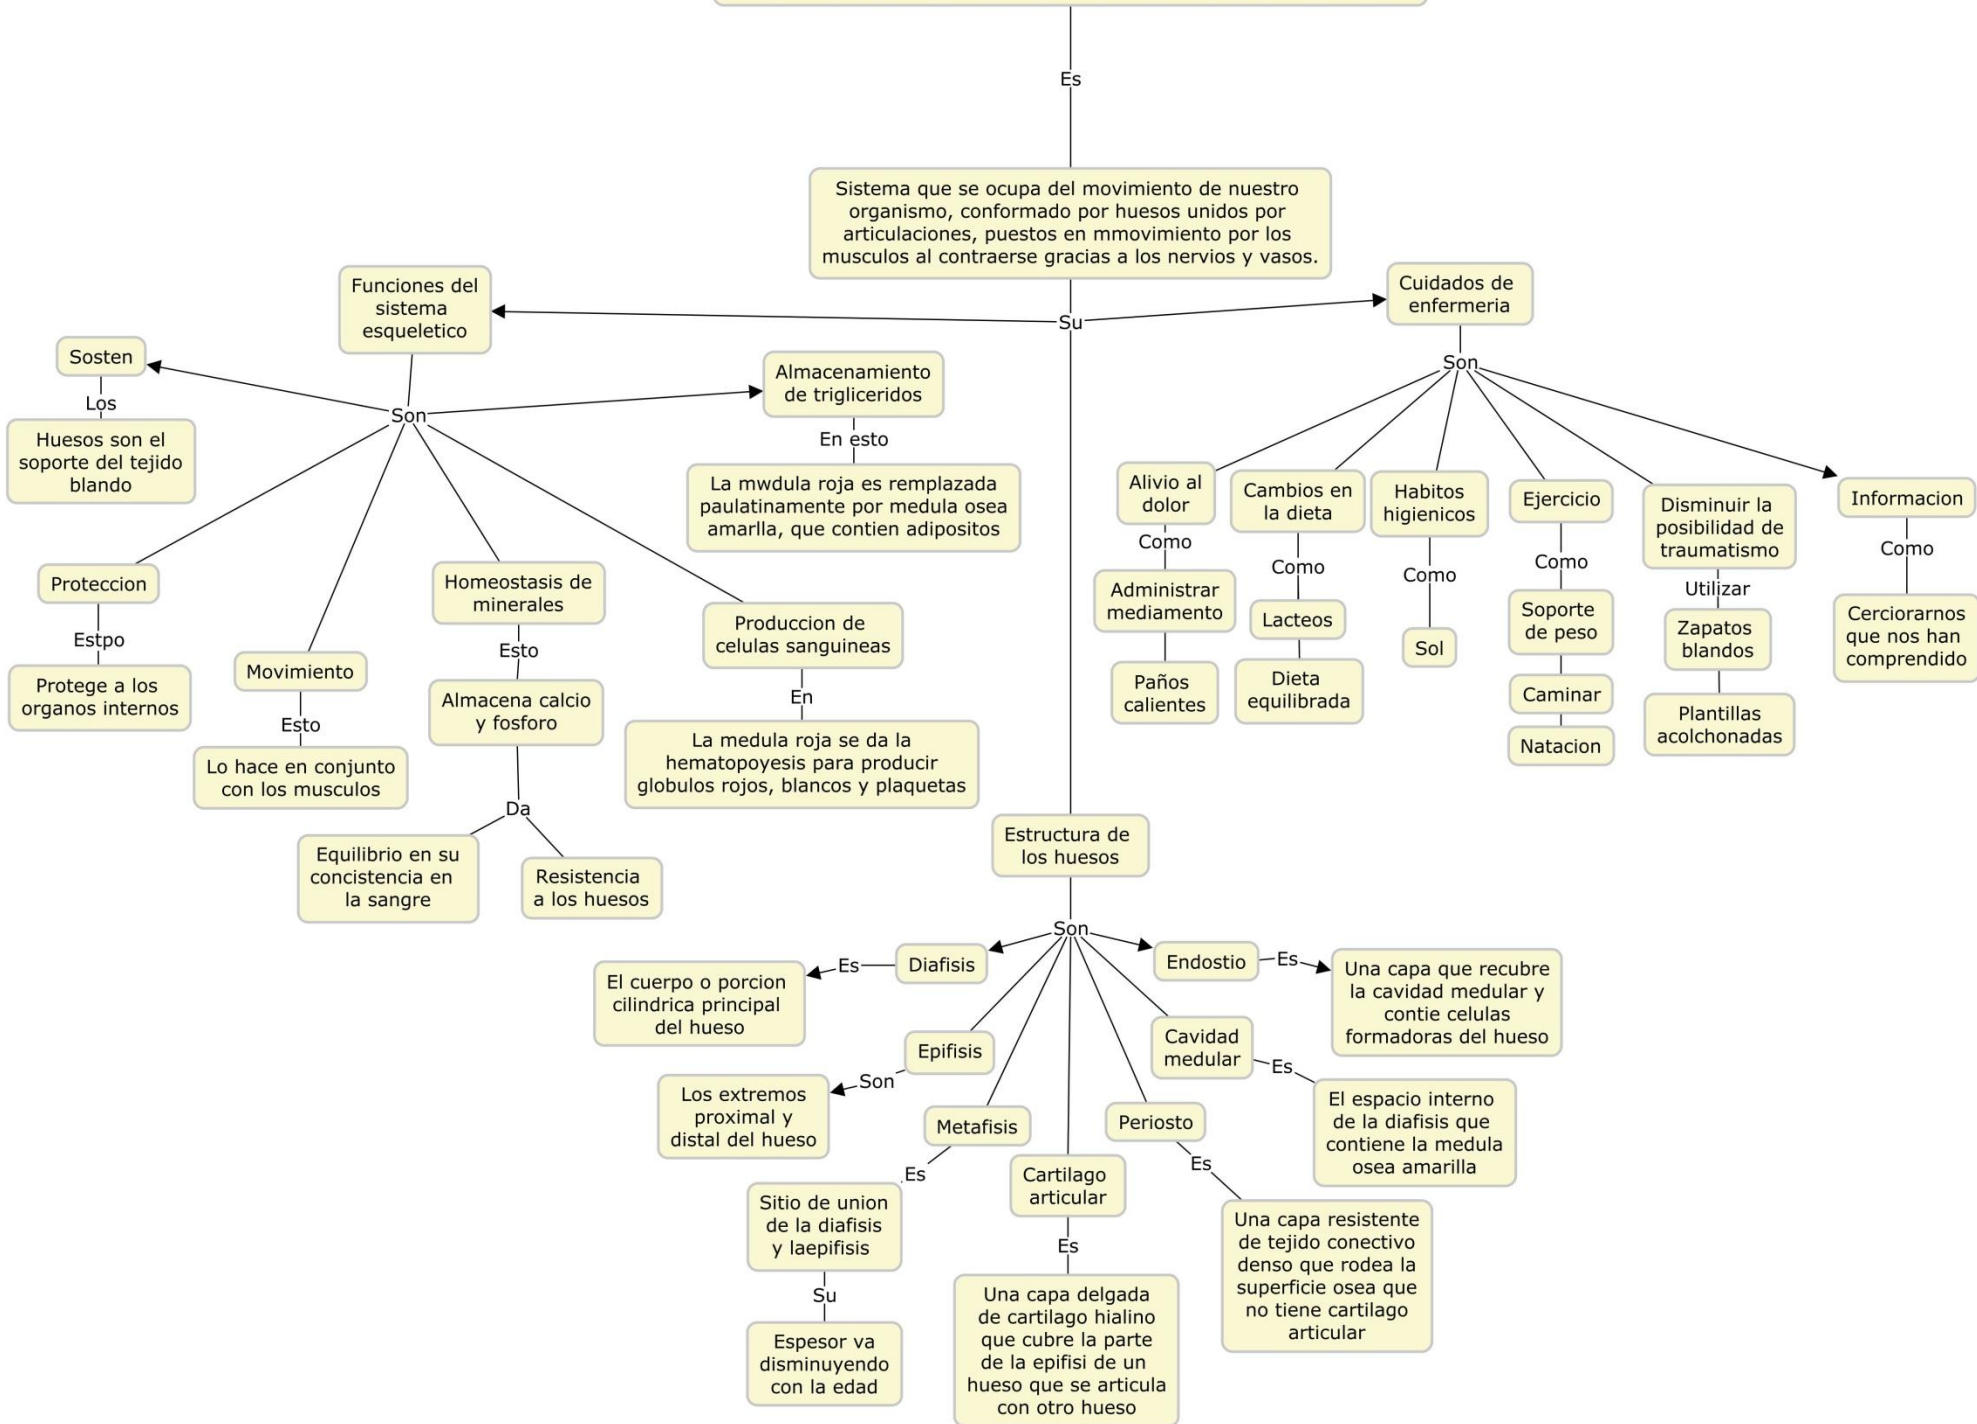 Es
Sistema que se ocupa del movimiento de nuestro
organismo, conformado por huesos unidos por
articulaciones, puestos en mmovimiento por los
musculos al contraerse gracias a los nervios y vasos.
Su
Funciones del
sistema
esqueletico
Son
Sosten
Los
Huesos son el
soporte del tejido
blando
Proteccion
Estpo
Protege a los
organos internos
Movimiento
Esto
Lo hace en conjunto
con los musculos
Homeostasis de
minerales
Esto
Almacena calcio
y fosforo
Da
Equilibrio en su
concistencia en
la sangre
Resistencia
a los huesos
Produccion de
celulas sanguineas
En
La medula roja se da la
hematopoyesis para producir
globulos rojos, blancos y plaquetas
Almacenamiento
de trigliceridos
En esto
La mwdula roja es remplazada
paulatinamente por medula osea
amarlla, que contien adipositos
Cuidados de
enfermeria
Son
Alivio al
dolor
Como
Administrar
mediamento
Paños
calientes
Cambios en
la dieta
Como
Lacteos
Dieta
equilibrada
Habitos
higienicos
Como
Sol
Ejercicio
Como
Soporte
de peso
Caminar
Natacion
Disminuir la
posibilidad de
traumatismo
Utilizar
Zapatos
blandos
Plantillas
acolchonadas
Informacion
Como
Cerciorarnos
que nos han
comprendido
Estructura de
los huesos
Son
Diafisis
Es
El cuerpo o porcion
cilindrica principal
del hueso
Epifisis
Son
Los extremos
proximal y
distal del hueso
Metafisis
Es
Sitio de union
de la diafisis
y laepifisis
Su
Espesor va
disminuyendo
con la edad
Cartilago
articular
Es
Una capa delgada
de cartilago hialino
que cubre la parte
de la epifisi de un
hueso que se articula
con otro hueso
Periosto
Es
Una capa resistente
de tejido conectivo
denso que rodea la
superficie osea que
no tiene cartilago
articular
Cavidad
medular
Es
El espacio interno
de la diafisis que
contiene la medula
osea amarilla
Endostio
Es
Una capa que recubre
la cavidad medular y
contie celulas
formadoras del hueso